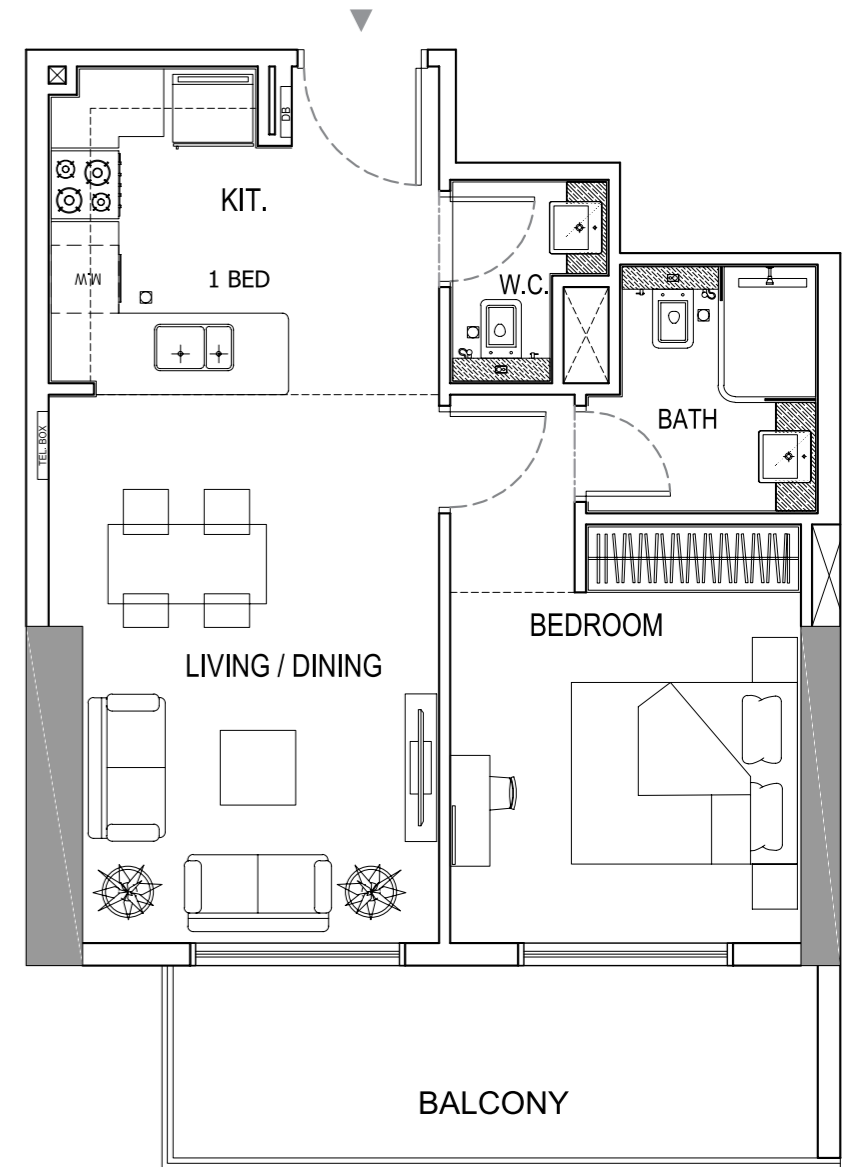 DB
KIT.
1 BED
W.C.
M.W
BATH
TEL. BOX
BEDROOM
LIVING / DINING
BALCONY